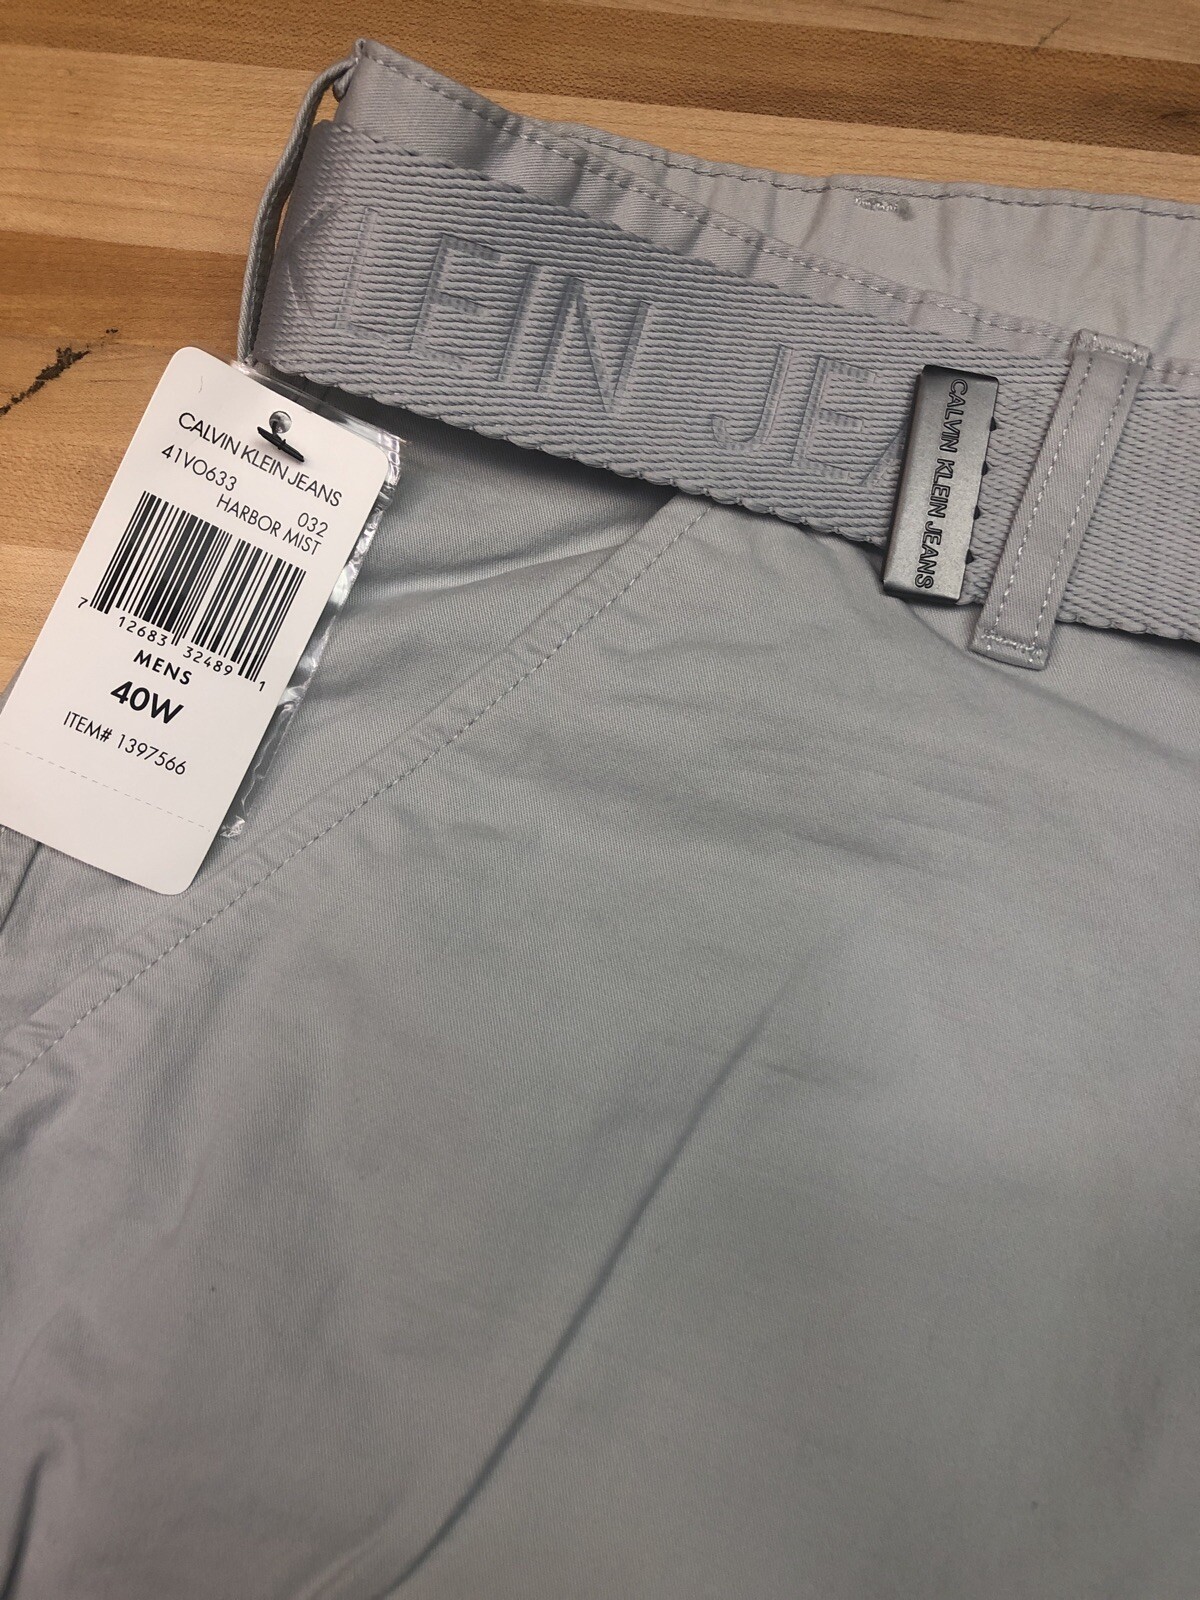 KLEIN JEA
CALVIN KLEIN JEANS
CALVIN KLEIN JEANS
41VO633 032
HARBOR MIST
7 12683 32489 1
MENS
40W
ITEM# 1397566